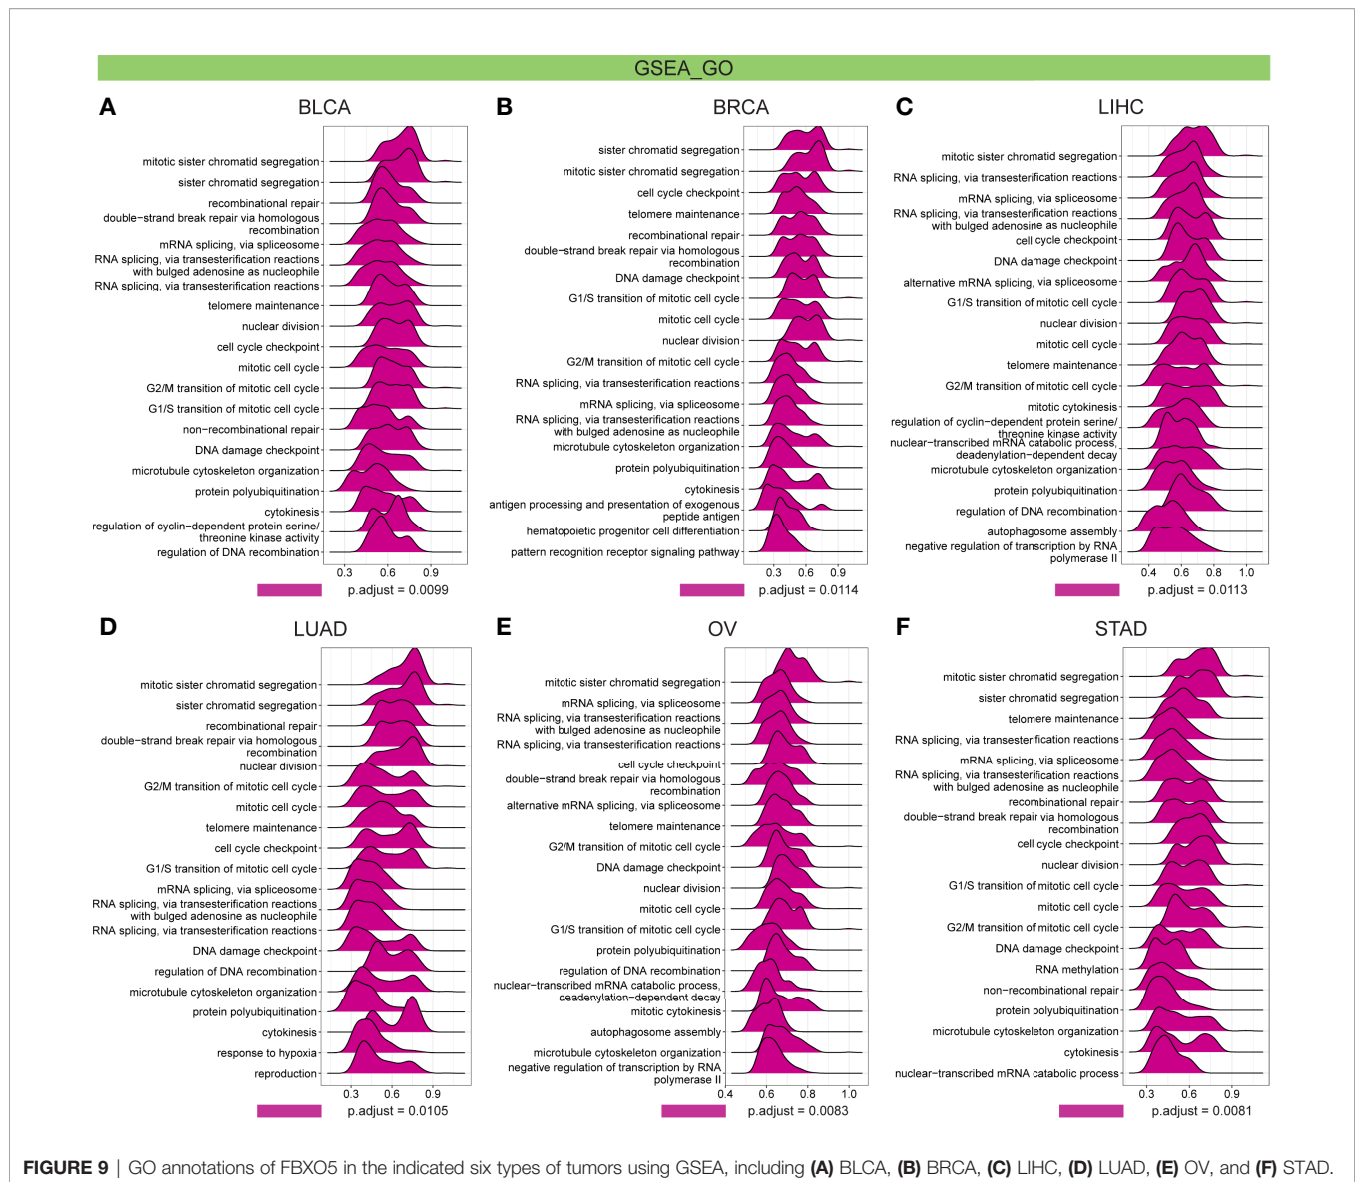 GSEA_GO
A
BLCA
mitotic sister chromatid segregation
sister chromatid segregation
recombinational repair
double-strand break repair via homologous
recombination
mRNA splicing, via spliceosome
RNA splicing, via transesterification reactions
with bulged adenosine as nucleophile
RNA splicing, via transesterification reactions
telomere maintenance
nuclear division
cell cycle checkpoint
mitotic cell cycle
G2/M transition of mitotic cell cycle
G1/S transition of mitotic cell cycle
non-recombinational repair
DNA damage checkpoint
microtubule cytoskeleton organization
protein polyubiquitination
cytokinesis
regulation of cyclin-dependent protein serine/
threonine kinase activity
regulation of DNA recombination
0.3 0.6 0.9
p.adjust = 0.0099
B
BRCA
sister chromatid segregation
mitotic sister chromatid segregation
cell cycle checkpoint
telomere maintenance
recombinational repair
double-strand break repair via homologous
recombination
DNA damage checkpoint
G1/S transition of mitotic cell cycle
mitotic cell cycle
nuclear division
G2/M transition of mitotic cell cycle
RNA splicing, via transesterification reactions
mRNA splicing, via spliceosome
RNA splicing, via transesterification reactions
with bulged adenosine as nucleophile
microtubule cytoskeleton organization
protein polyubiquitination
cytokinesis
antigen processing and presentation of exogenous
peptide antigen
hematopoietic progenitor cell differentiation
pattern recognition receptor signaling pathway
0.3 0.6 0.9
p.adjust = 0.0114
C
LIHC
mitotic sister chromatid segregation
RNA splicing, via transesterification reactions
mRNA splicing, via spliceosome
RNA splicing, via transesterification reactions
with bulged adenosine as nucleophile
cell cycle checkpoint
DNA damage checkpoint
alternative mRNA splicing, via spliceosome
G1/S transition of mitotic cell cycle
nuclear division
mitotic cell cycle
telomere maintenance
G2/M transition of mitotic cell cycle
mitotic cytokinesis
regulation of cyclin-dependent protein serine/
threonine kinase activity
nuclear-transcribed mRNA catabolic process,
deadenylation-dependent decay
microtubule cytoskeleton organization
protein polyubiquitination
regulation of DNA recombination
autophagosome assembly
negative regulation of transcription by RNA
polymerase II
0.4 0.6 0.8 1.0
p.adjust = 0.0113
D
LUAD
mitotic sister chromatid segregation
sister chromatid segregation
recombinational repair
double-strand break repair via homologous
recombination
nuclear division
G2/M transition of mitotic cell cycle
mitotic cell cycle
telomere maintenance
cell cycle checkpoint
G1/S transition of mitotic cell cycle
mRNA splicing, via spliceosome
RNA splicing, via transesterification reactions
with bulged adenosine as nucleophile
RNA splicing, via transesterification reactions
DNA damage checkpoint
regulation of DNA recombination
microtubule cytoskeleton organization
protein polyubiquitination
cytokinesis
response to hypoxia
reproduction
0.3 0.6 0.9
p.adjust = 0.0105
E
OV
mitotic sister chromatid segregation
mRNA splicing, via spliceosome
RNA splicing, via transesterification reactions
with bulged adenosine as nucleophile
RNA splicing, via transesterification reactions
cell cycle checkpoint
double-strand break repair via homologous
recombination
alternative mRNA splicing, via spliceosome
telomere maintenance
G2/M transition of mitotic cell cycle
DNA damage checkpoint
nuclear division
mitotic cell cycle
G1/S transition of mitotic cell cycle
protein polyubiquitination
regulation of DNA recombination
nuclear-transcribed mRNA catabolic process,
deadenylation-dependent decay
mitotic cytokinesis
autophagosome assembly
microtubule cytoskeleton organization
negative regulation of transcription by RNA
polymerase II
0.4 0.6 0.8 1.0
p.adjust = 0.0083
F
STAD
mitotic sister chromatid segregation
sister chromatid segregation
telomere maintenance
RNA splicing, via transesterification reactions
mRNA splicing, via spliceosome
RNA splicing, via transesterification reactions
with bulged adenosine as nucleophile
recombinational repair
double-strand break repair via homologous
recombination
cell cycle checkpoint
nuclear division
G1/S transition of mitotic cell cycle
mitotic cell cycle
G2/M transition of mitotic cell cycle
DNA damage checkpoint
RNA methylation
non-recombinational repair
protein polyubiquitination
microtubule cytoskeleton organization
cytokinesis
nuclear-transcribed mRNA catabolic process
0.3 0.6 0.9
p.adjust = 0.0081
FIGURE 9 | GO annotations of FBXO5 in the indicated six types of tumors using GSEA, including (A) BLCA, (B) BRCA, (C) LIHC, (D) LUAD, (E) OV, and (F) STAD.